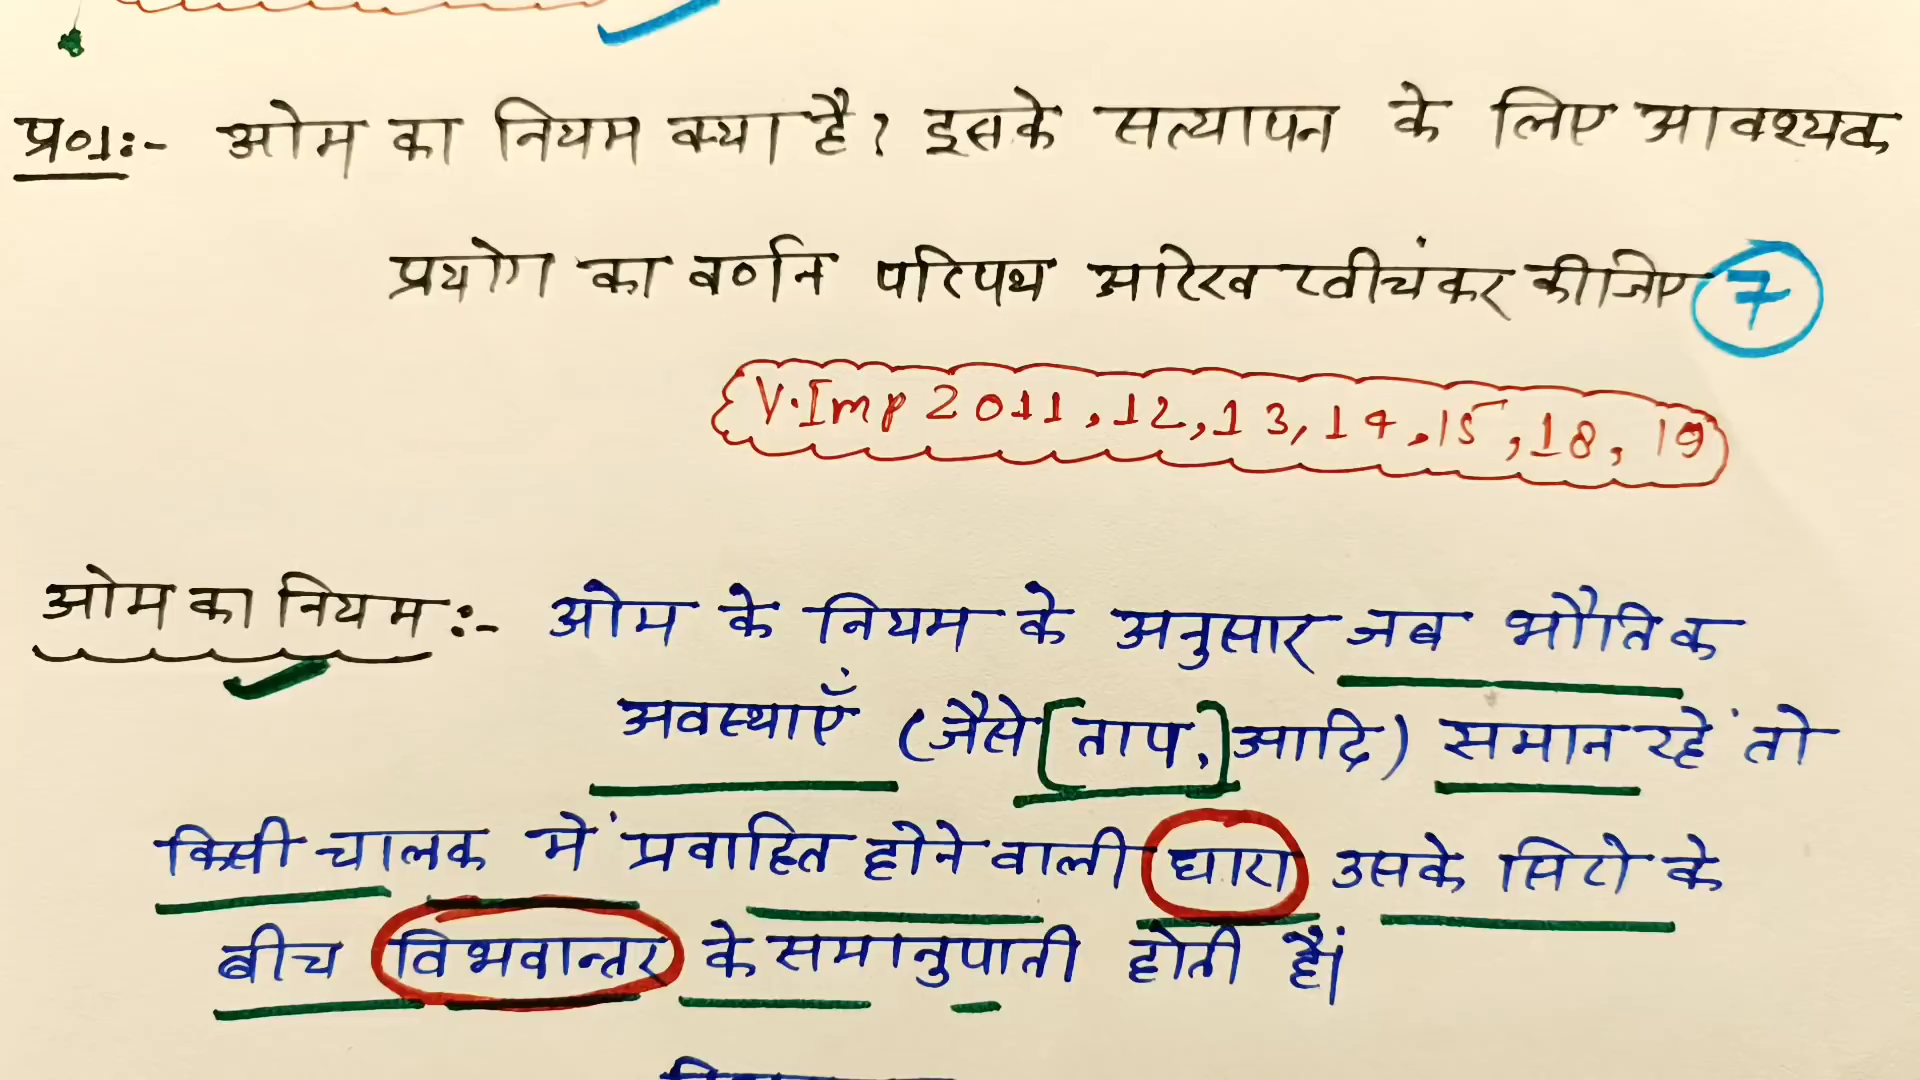 प्र०1:- ओम का नियम क्या है? इसके सत्यापन के लिए आवश्यक
प्रयोग का वर्णन परिपथ आरेख खींचकर कीजिए 7
V.Imp 2011, 12, 13, 14, 15, 18, 19
ओम का नियम :- ओम के नियम के अनुसार जब भौतिक
अवस्थाएँ (जैसे [ताप,] आदि) समान रहें तो
किसी चालक में प्रवाहित होने वाली धारा उसके सिरो के
बीच विभवान्तर के समानुपाती होती हैं।